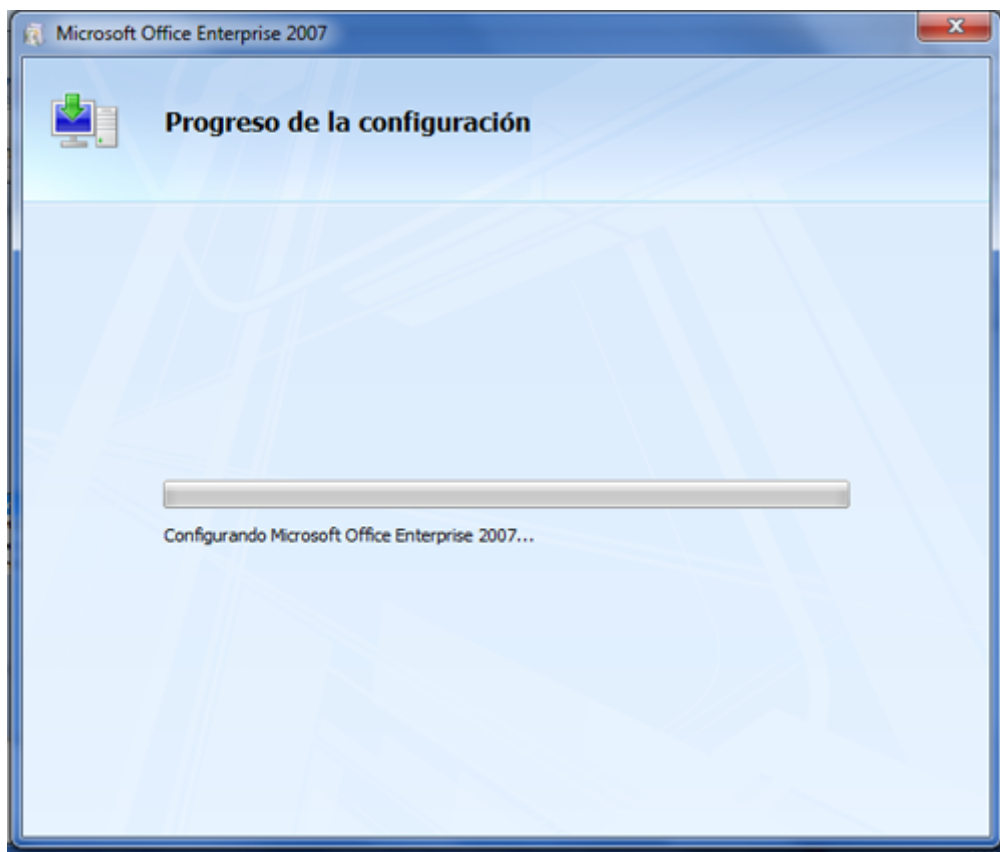 Microsoft Office Enterprise 2007
Progreso de la configuración
Configurando Microsoft Office Enterprise 2007...